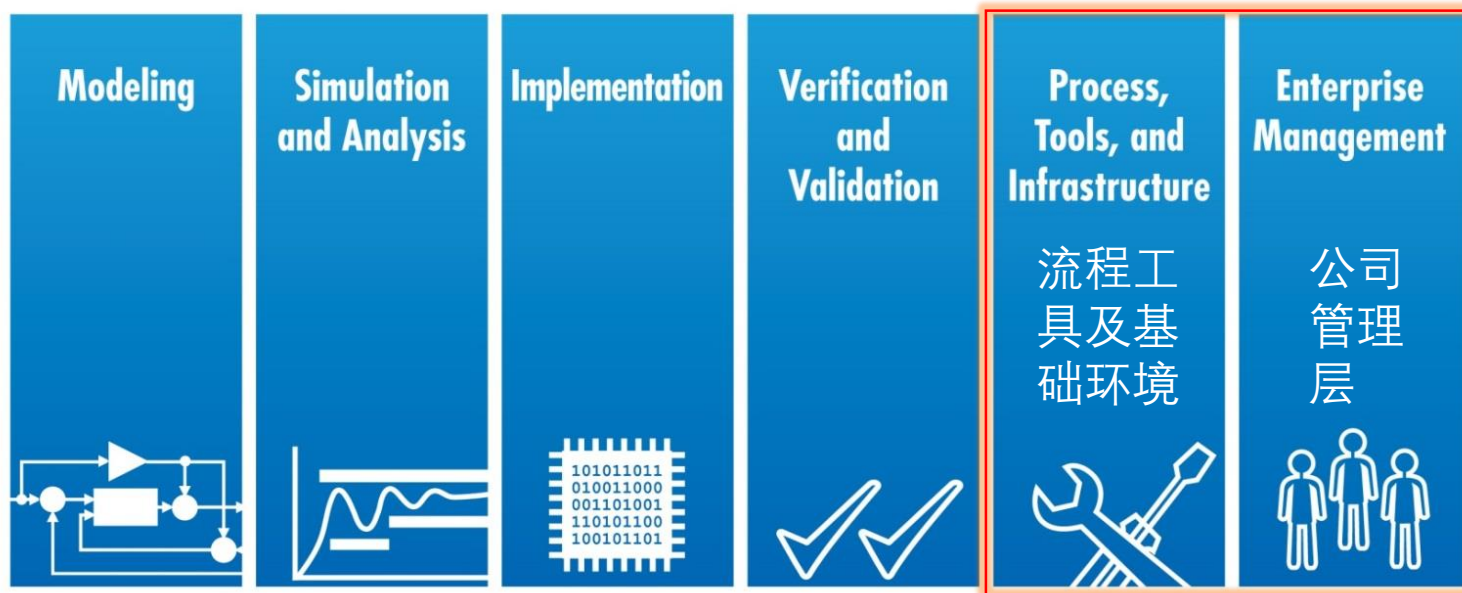 Modeling
Simulation
and Analysis
Implementation
101011011
010011000
001101001
110101100
100101101
Verification
and
Validation
Process,
Tools, and
Infrastructure
流程工
具及基
础环境
Enterprise
Management
公司
管理
层